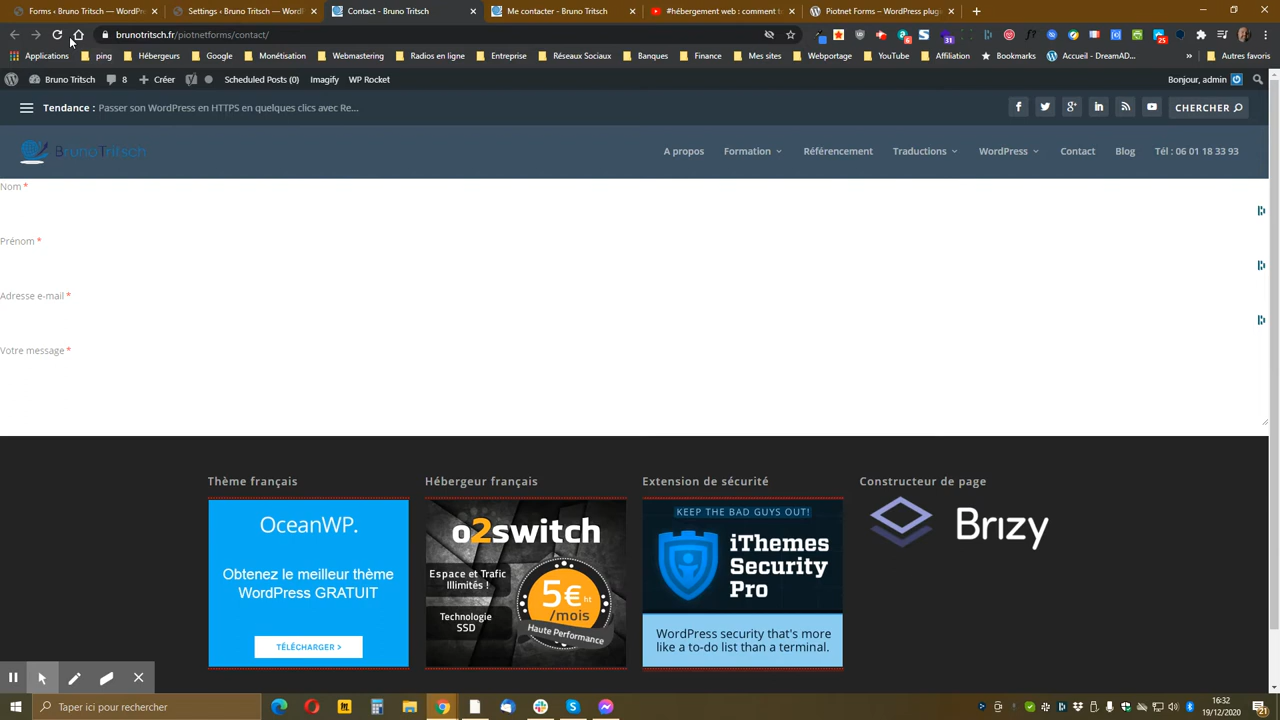 Forms ‹ Bruno Tritsch — WordPr
Settings ‹ Bruno Tritsch — WordP
Contact - Bruno Tritsch
Me contacter - Bruno Tritsch
#hébergement web : comment t
Piotnet Forms – WordPress plug
brunotritsch.fr/piotnetforms/contact/
Applications
ping
Hébergeurs
Google
Monétisation
Webmastering
Radios en ligne
Entretien
Réseaux Sociaux
Banques
Finance
Mes sites
Webportage
YouTube
Affiliation
Bookmarks
Accueil - DreamAD...
»
Autres favoris
Bruno Tritsch
8
Créer
Scheduled Posts (0)
Imagify
WP Rocket
Bonjour, admin
Tendance : Passer son WordPress en HTTPS en quelques clics avec Re...
CHERCHER
BrunoTritsch
A propos
Formation
Référencement
Traductions
WordPress
Contact
Blog
Tél : 06 01 18 33 93
Nom *
Prénom *
Adresse e-mail *
Votre message *
Thème français
OceanWP.
Obtenez le meilleur thème
WordPress GRATUIT
TÉLÉCHARGER >
Hébergeur français
o2switch
Espace et Trafic
Illimités !
Technologie
SSD
5€ ht
/mois
Haute Performance
Extension de sécurité
KEEP THE BAD GUYS OUT!
iThemes
Security
Pro
WordPress security that's more
like a to-do list than a terminal.
Constructeur de page
Brizy
Taper ici pour rechercher
16:32
19/12/2020